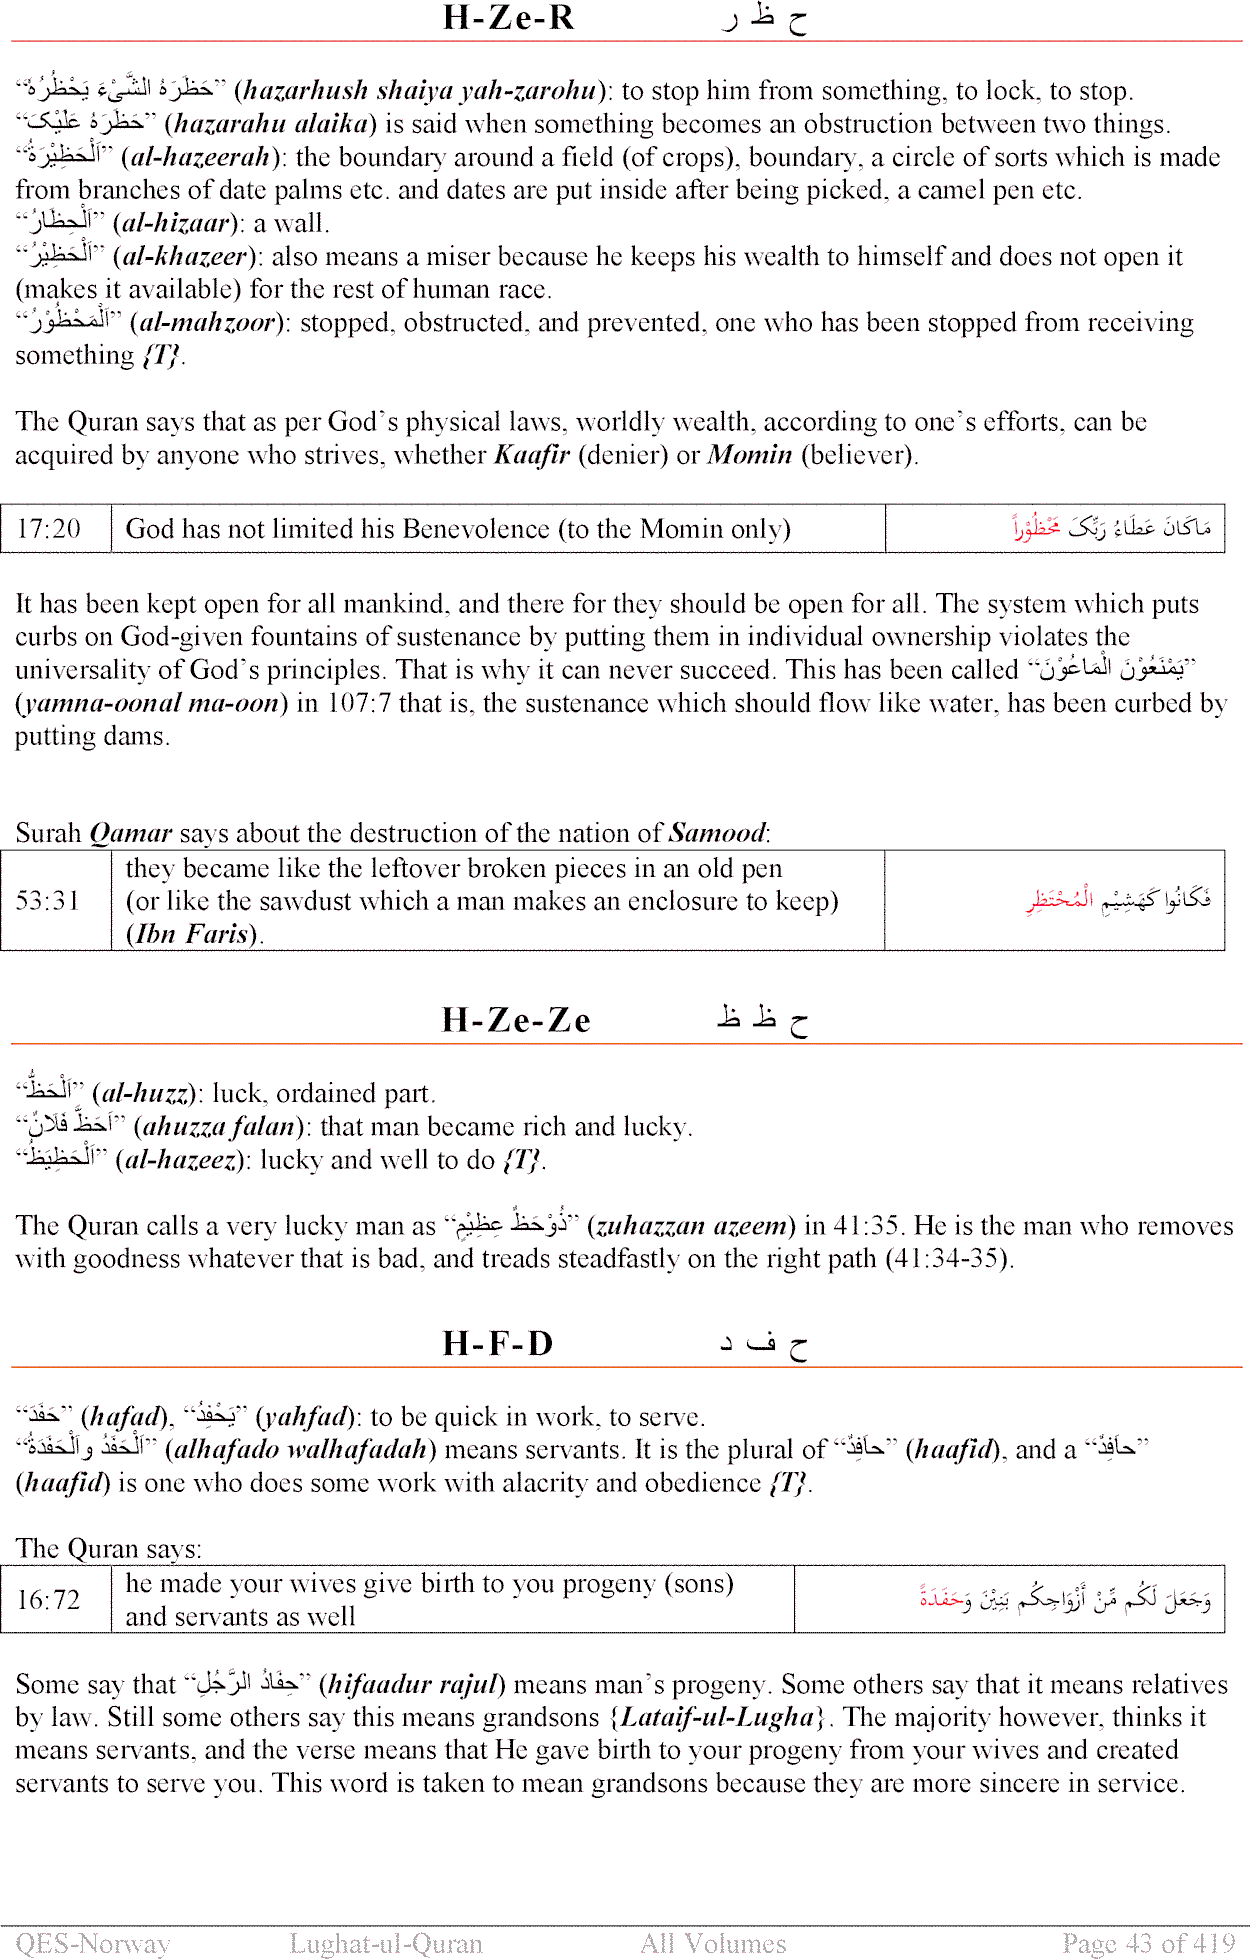 H-Ze-R ح ظ ر
“حَظَرَهُ الشَّیْءَ یَحْظُرُہٗ” (hazarhush shaiya yah-zarohu): to stop him from something, to lock, to stop.
“حَظَرَہُ عَلَیْکَ” (hazarahu alaika) is said when something becomes an obstruction between two things.
“اَلْحَظِیْرَۃُ” (al-hazeerah): the boundary around a field (of crops), boundary, a circle of sorts which is made
from branches of date palms etc. and dates are put inside after being picked, a camel pen etc.
“اَلْحِظَارُ” (al-hizaar): a wall.
“اَلْحَظِیْرُ” (al-khazeer): also means a miser because he keeps his wealth to himself and does not open it
(makes it available) for the rest of human race.
“اَلْمَحْظُوْرُ” (al-mahzoor): stopped, obstructed, and prevented, one who has been stopped from receiving
something {T}.
The Quran says that as per God’s physical laws, worldly wealth, according to one’s efforts, can be
acquired by anyone who strives, whether Kaafir (denier) or Momin (believer).
17:20 God has not limited his Benevolence (to the Momin only) مَاکَانَ عَطَاءُ رَبِّکَ مَحْظُوْراً
It has been kept open for all mankind, and there for they should be open for all. The system which puts
curbs on God-given fountains of sustenance by putting them in individual ownership violates the
universality of God’s principles. That is why it can never succeed. This has been called “یَمْنَعُوْنَ الْمَاعُوْنَ”
(yamna-oonal ma-oon) in 107:7 that is, the sustenance which should flow like water, has been curbed by
putting dams.
Surah Qamar says about the destruction of the nation of Samood:
they became like the leftover broken pieces in an old pen
53:31 (or like the sawdust which a man makes an enclosure to keep) فَکَانُوا کَهَشِیْمِ الْمُحْتَظِرِ
(Ibn Faris).
H-Ze-Ze ح ظ ظ
“اَلْحَظُّ” (al-huzz): luck, ordained part.
“اَحَظَّ فَلَانٌ” (ahuzza falan): that man became rich and lucky.
“اَلْحَظِیَظُ” (al-hazeez): lucky and well to do {T}.
The Quran calls a very lucky man as “ذُوْحَظٍّ عِظِیْمٍ” (zuhazzan azeem) in 41:35. He is the man who removes
with goodness whatever that is bad, and treads steadfastly on the right path (41:34-35).
H-F-D ح ف د
“حَفَدَ” (hafad), “یَحْفِدُ” (yahfad): to be quick in work, to serve.
“اَلْحَفَدُ واَلْحَفَدَۃُ” (alhafado walhafadah) means servants. It is the plural of “حاَفِدٌ” (haafid), and a “حاَفِدٌ”
(haafid) is one who does some work with alacrity and obedience {T}.
The Quran says:
16:72 he made your wives give birth to you progeny (sons) وَجَعَلَ لَکُم مِّنْ أَزْوَاجِکُم بَنِیْنَ وَحَفَدَۃً
and servants as well
Some say that “حِفَادُ الرَّجُلِ” (hifaadur rajul) means man’s progeny. Some others say that it means relatives
by law. Still some others say this means grandsons {Lataif-ul-Lugha}. The majority however, thinks it
means servants, and the verse means that He gave birth to your progeny from your wives and created
servants to serve you. This word is taken to mean grandsons because they are more sincere in service.
QES-Norway Lughat-ul-Quran All Volumes Page 43 of 419